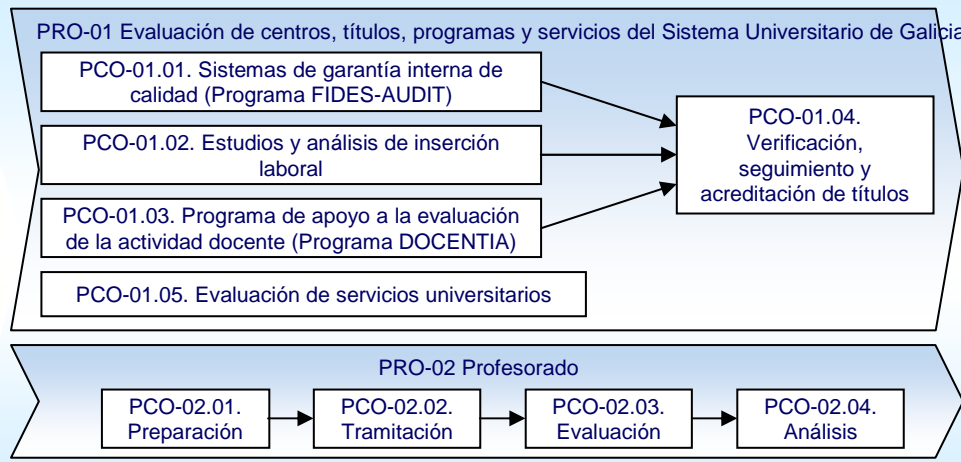 PRO-01 Evaluación de centros, títulos, programas y servicios del Sistema Universitario de Galicia
PCO-01.01. Sistemas de garantía interna de
calidad (Programa FIDES-AUDIT)
PCO-01.02. Estudios y análisis de inserción
laboral
PCO-01.03. Programa de apoyo a la evaluación
de la actividad docente (Programa DOCENTIA)
PCO-01.04.
Verificación,
seguimiento y
acreditación de títulos
PCO-01.05. Evaluación de servicios universitarios
PRO-02 Profesorado
PCO-02.01.
Preparación
PCO-02.02.
Tramitación
PCO-02.03.
Evaluación
PCO-02.04.
Análisis